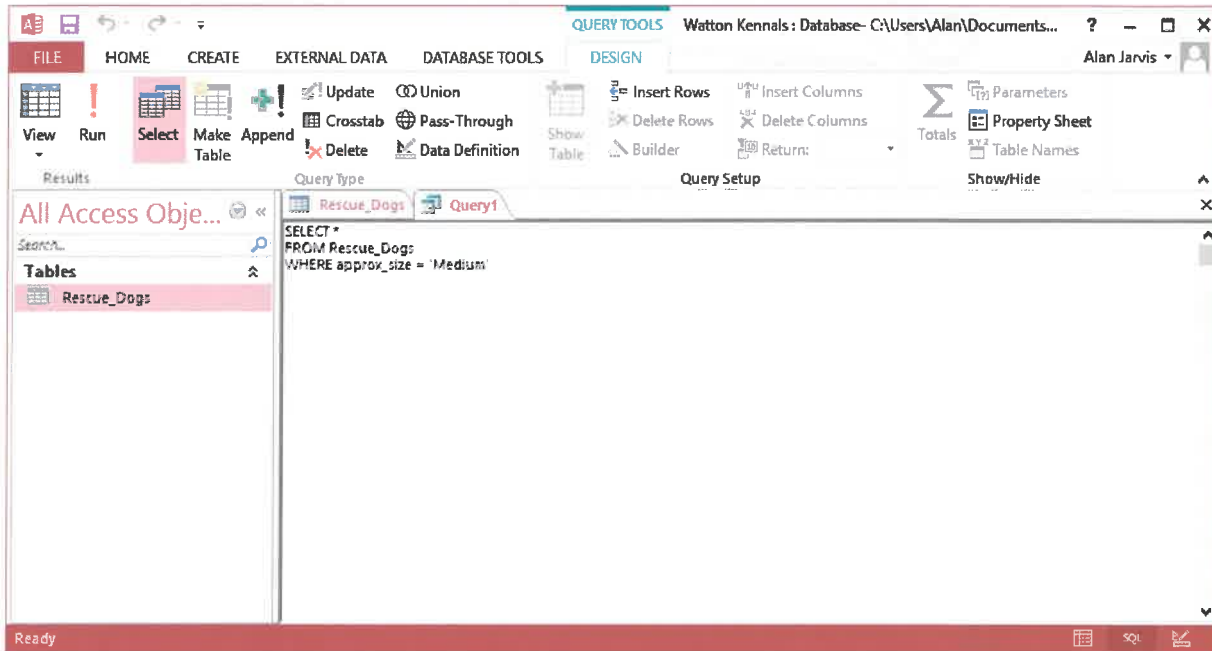 QUERY TOOLS Watton Kennals : Database- C:\Users\Alan\Documents... ?
FILE HOME CREATE EXTERNAL DATA DATABASE TOOLS DESIGN Alan Jarvis
View Run Select Make Table Append
Update Union
Crosstab Pass-Through
Delete Data Definition
Show Table
Insert Rows Insert Columns
Delete Rows Delete Columns
Builder Return:
Totals
Parameters
Property Sheet
Table Names
Results Query Type Query Setup Show/Hide
All Access Obje... «
Search...
Tables
Rescue_Dogs
Rescue_Dogs Query1
SELECT *
FROM Rescue_Dogs
WHERE approx_size = 'Medium'
Ready SQL